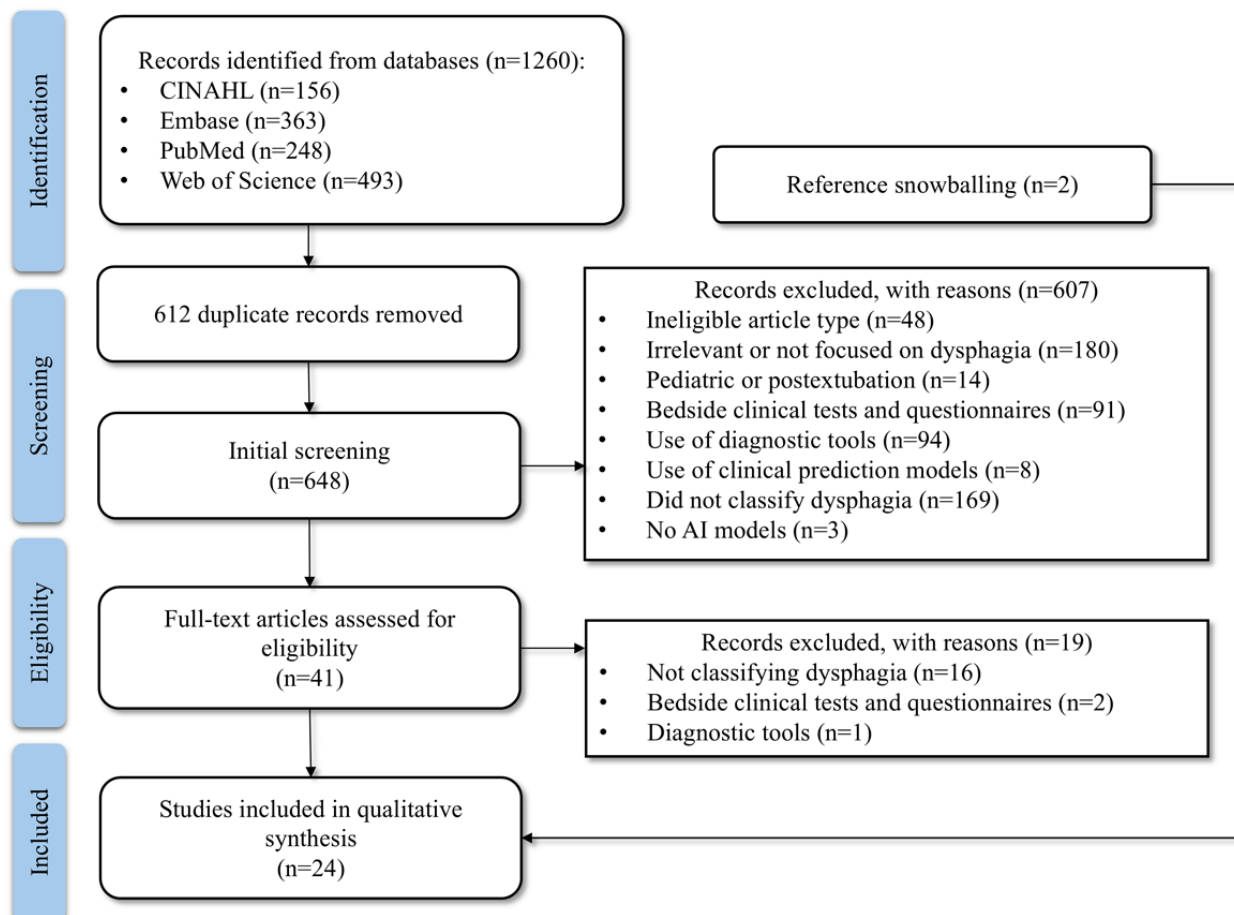 Identification
Records identified from databases (n=1260):
• CINAHL (n=156)
• Embase (n=363)
• PubMed (n=248)
• Web of Science (n=493)
Reference snowballing (n=2)
Screening
612 duplicate records removed
Initial screening
(n=648)
Records excluded, with reasons (n=607)
• Ineligible article type (n=48)
• Irrelevant or not focused on dysphagia (n=180)
• Pediatric or postextubation (n=14)
• Bedside clinical tests and questionnaires (n=91)
• Use of diagnostic tools (n=94)
• Use of clinical prediction models (n=8)
• Did not classify dysphagia (n=169)
• No AI models (n=3)
Eligibility
Full-text articles assessed for
eligibility
(n=41)
Records excluded, with reasons (n=19)
• Not classifying dysphagia (n=16)
• Bedside clinical tests and questionnaires (n=2)
• Diagnostic tools (n=1)
Included
Studies included in qualitative
synthesis
(n=24)